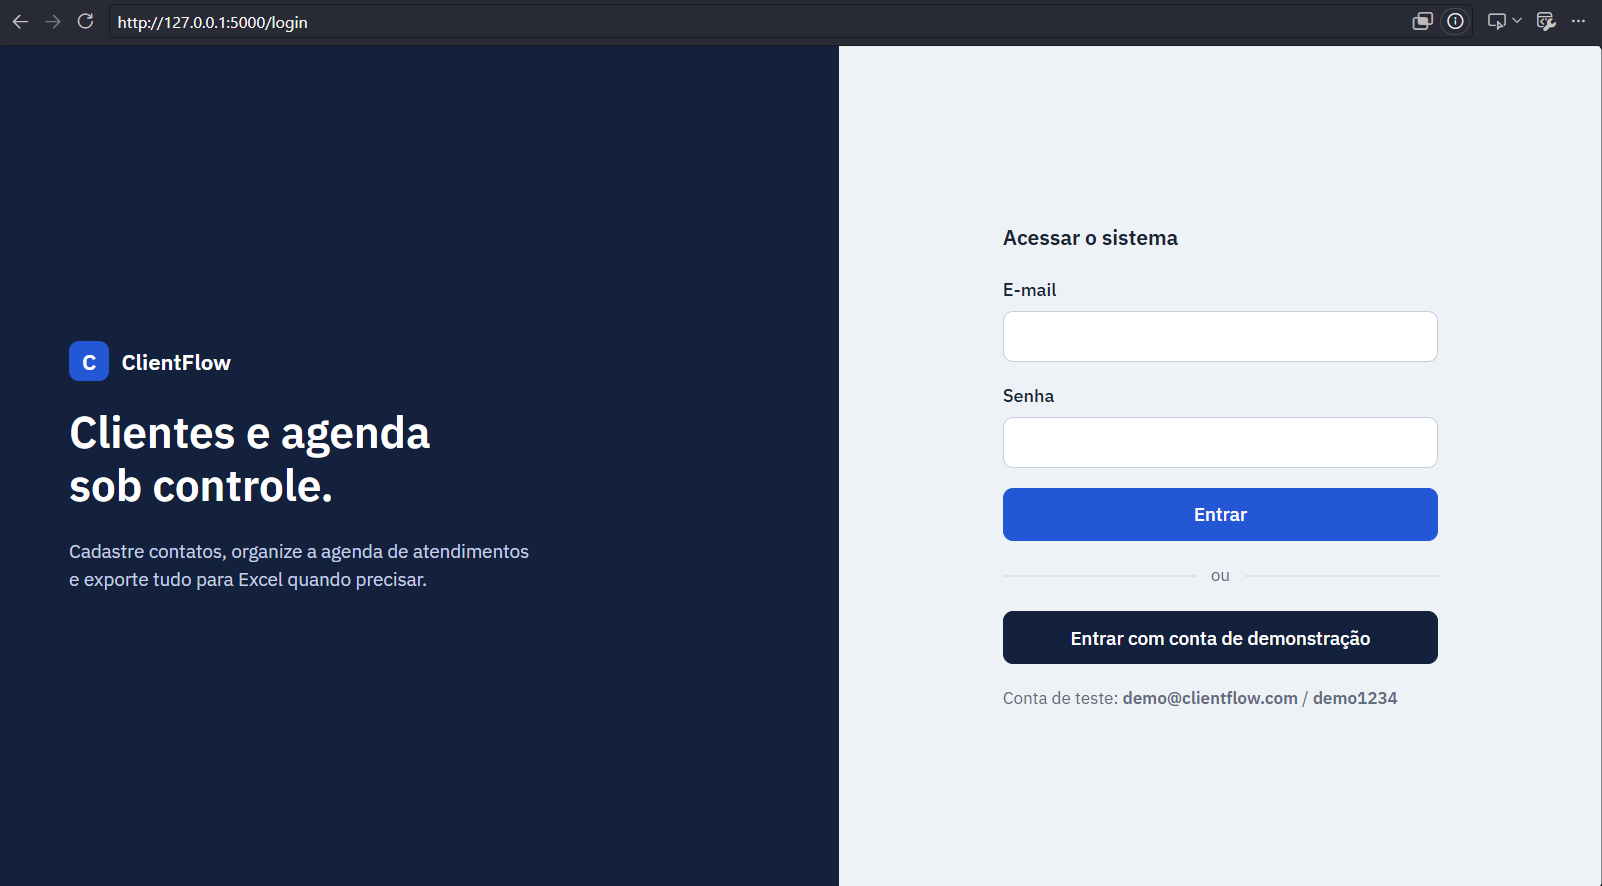 http://127.0.0.1:5000/login
C ClientFlow
Clientes e agenda
sob controle.
Cadastre contatos, organize a agenda de atendimentos
e exporte tudo para Excel quando precisar.
Acessar o sistema
E-mail
Senha
Entrar
ou
Entrar com conta de demonstração
Conta de teste: demo@clientflow.com / demo1234